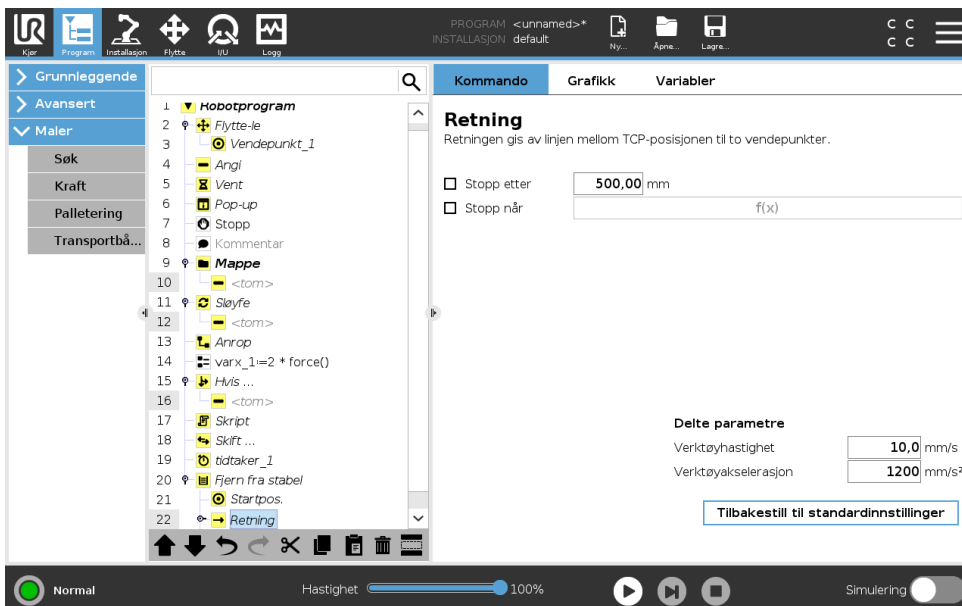 PROGRAM <unnamed>*
INSTALLASJON default
Kjør
Program
Installasjon
Flytte
I/U
Logg
Ny...
Åpne...
Lagre...
C C
C C
Grunnleggende
Avansert
Maler
Søk
Kraft
Palletering
Transportbå...
1 Robotprogram
2 Flytte-le
3 Vendepunkt_1
4 Angi
5 Vent
6 Pop-up
7 Stopp
8 Kommentar
9 Mappe
10 <tom>
11 Sløyfe
12 <tom>
13 Anrop
14 varx_1≔2 * force()
15 Hvis ...
16 <tom>
17 Skript
18 Skift ...
19 tidtaker_1
20 Fjern fra stabel
21 Startpos.
22 Retning
Kommando
Grafikk
Variabler
Retning
Retningen gis av linjen mellom TCP-posisjonen til to vendepunkter.
Stopp etter 500,00 mm
Stopp når f(x)
Delte parametre
Verktøyhastighet 10,0 mm/s
Verktøyakselerasjon 1200 mm/s²
Tilbakestill til standardinnstillinger
Normal
Hastighet 100%
Simulering